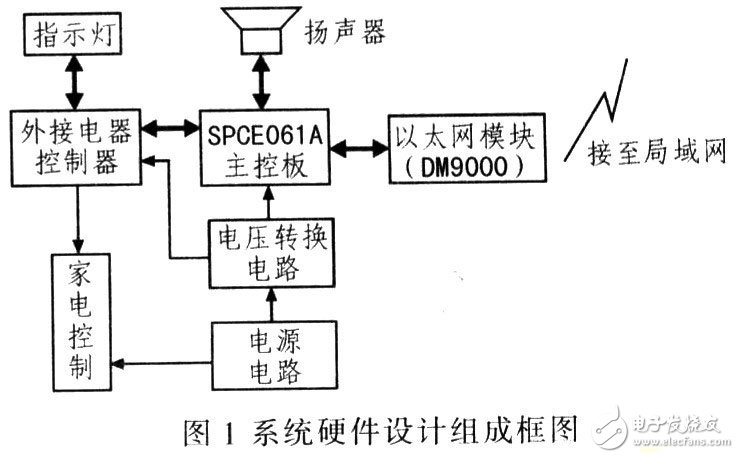 指示灯
扬声器
外接电器
控制器
SPCE061A
主控板
以太网模块
(DM9000)
接至局域网
电压转换
电路
家电控制
电源
电路
图1 系统硬件设计组成框图
电子发烧友
www.elecfans.com